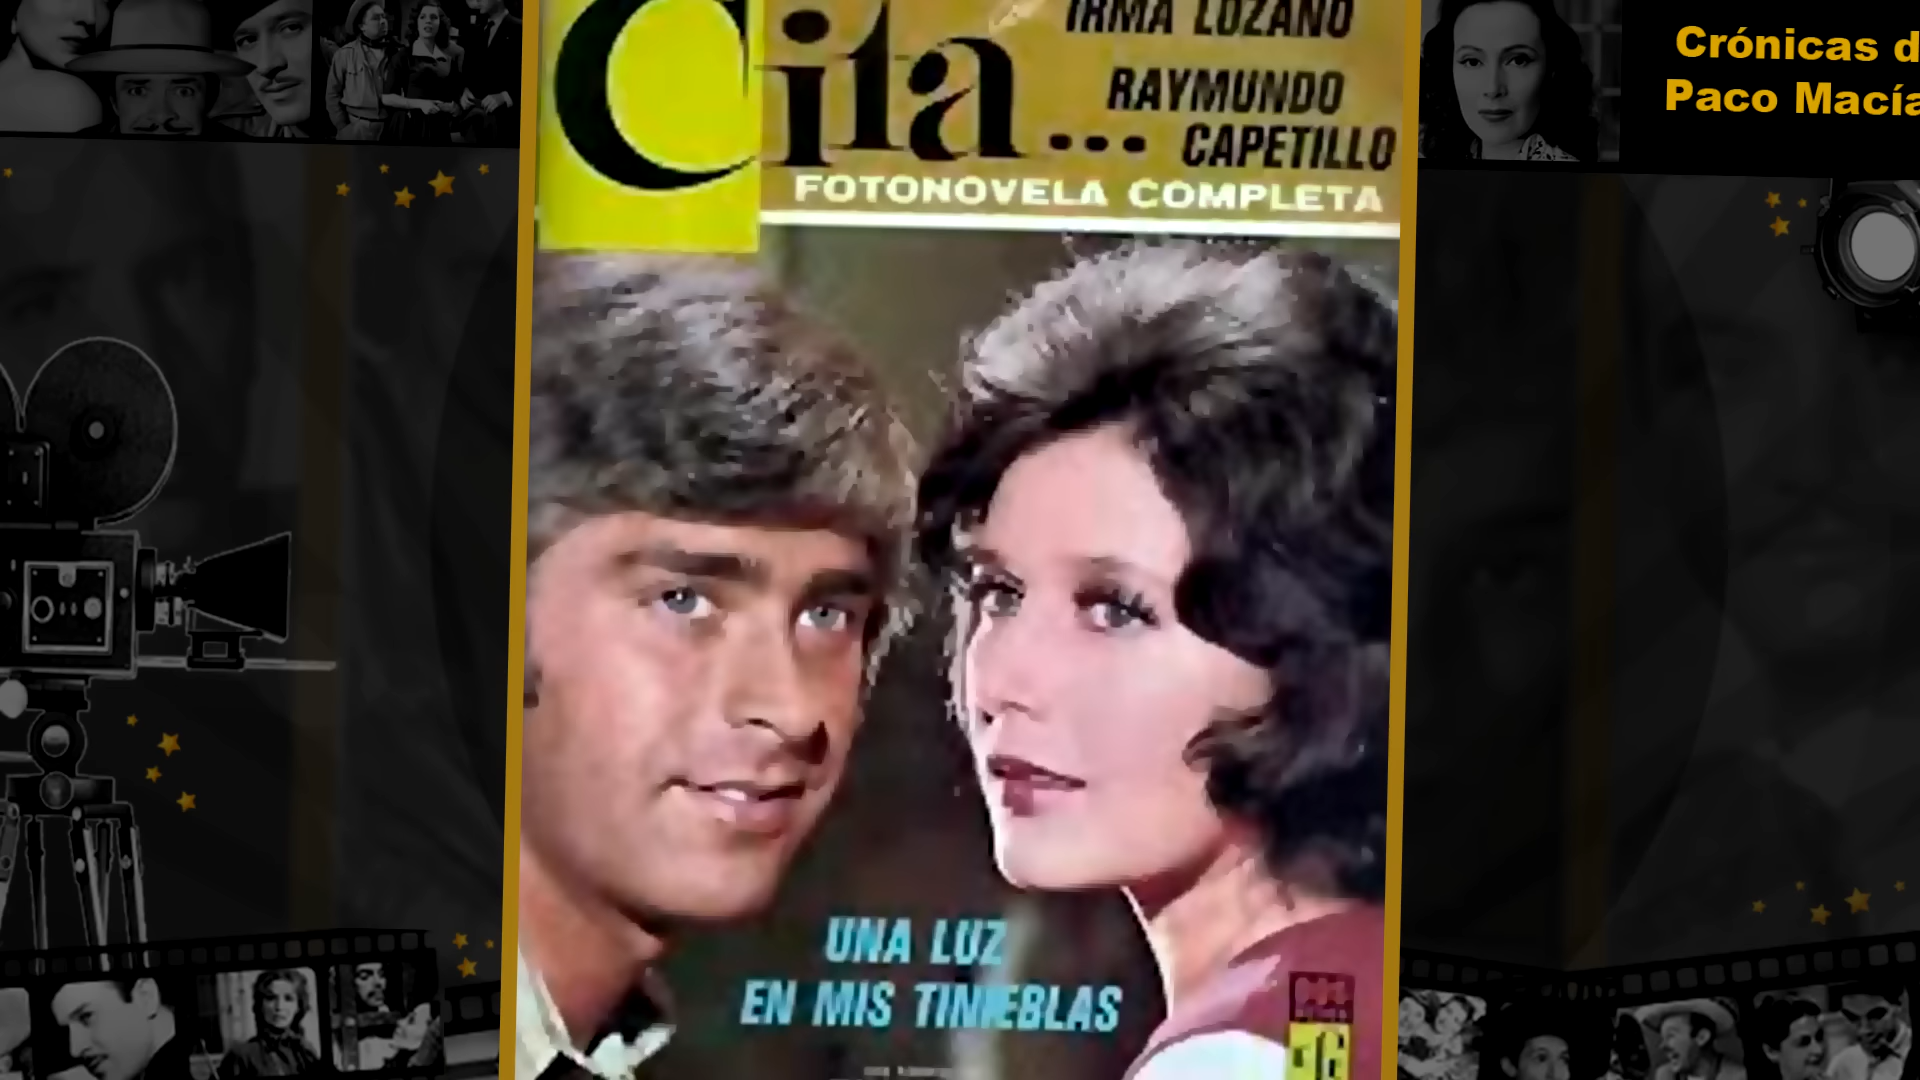 Cita...
IRMA LOZANO
RAYMUNDO
CAPETILLO
FOTONOVELA COMPLETA
UNA LUZ
EN MIS TINIEBLAS
Crónicas d
Paco Macía